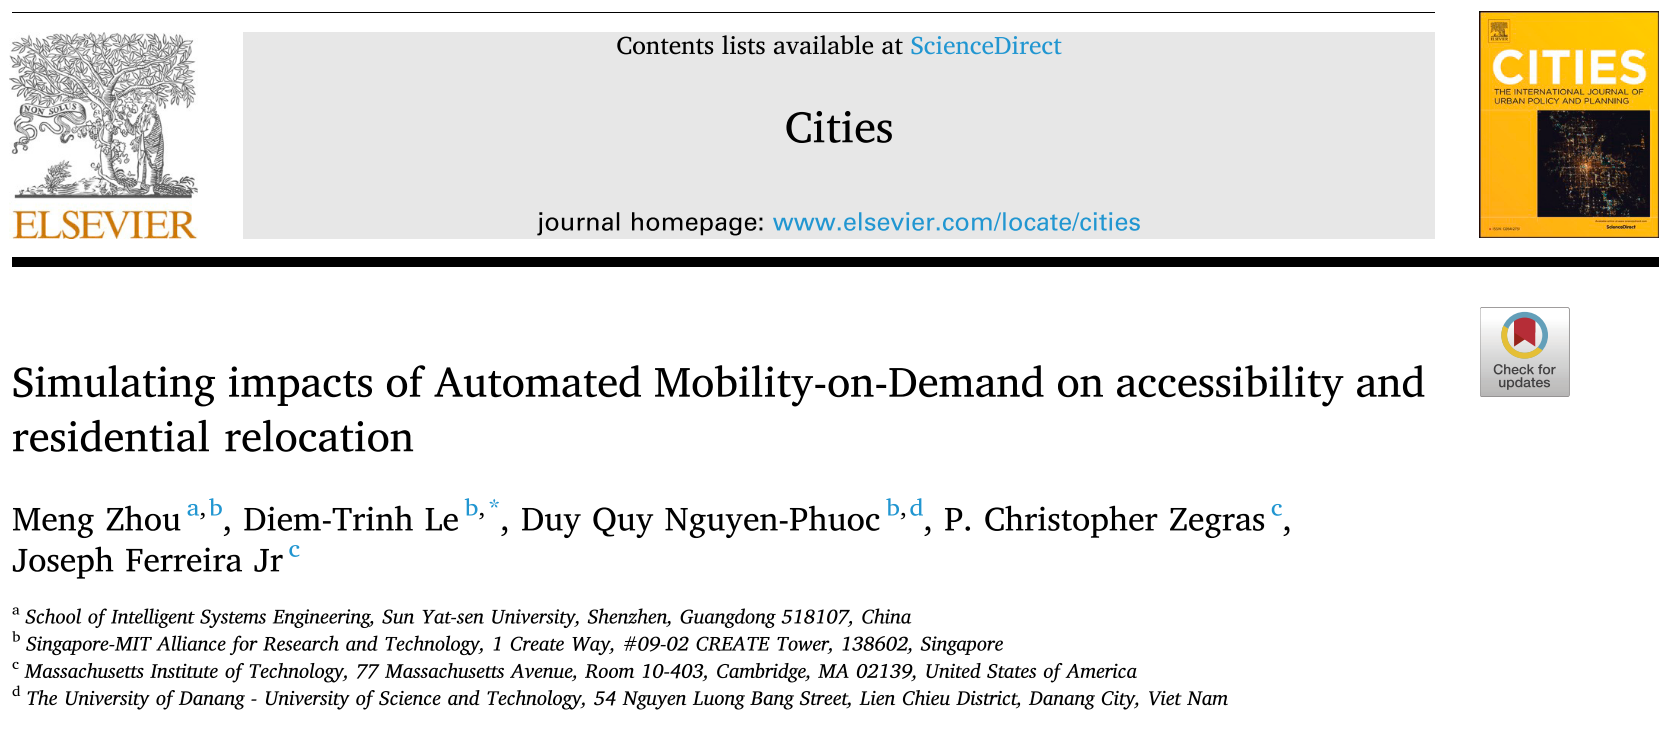 Contents lists available at ScienceDirect
Cities
journal homepage: www.elsevier.com/locate/cities
NON SOLUS
ELSEVIER
CITIES
THE INTERNATIONAL JOURNAL OF
URBAN POLICY AND PLANNING
ScienceDirect
Check for
updates
Simulating impacts of Automated Mobility-on-Demand on accessibility and
residential relocation
Meng Zhou a,b, Diem-Trinh Le b,*, Duy Quy Nguyen-Phuoc b,d, P. Christopher Zegras c,
Joseph Ferreira Jr c
a School of Intelligent Systems Engineering, Sun Yat-sen University, Shenzhen, Guangdong 518107, China
b Singapore-MIT Alliance for Research and Technology, 1 Create Way, #09-02 CREATE Tower, 138602, Singapore
c Massachusetts Institute of Technology, 77 Massachusetts Avenue, Room 10-403, Cambridge, MA 02139, United States of America
d The University of Danang - University of Science and Technology, 54 Nguyen Luong Bang Street, Lien Chieu District, Danang City, Viet Nam